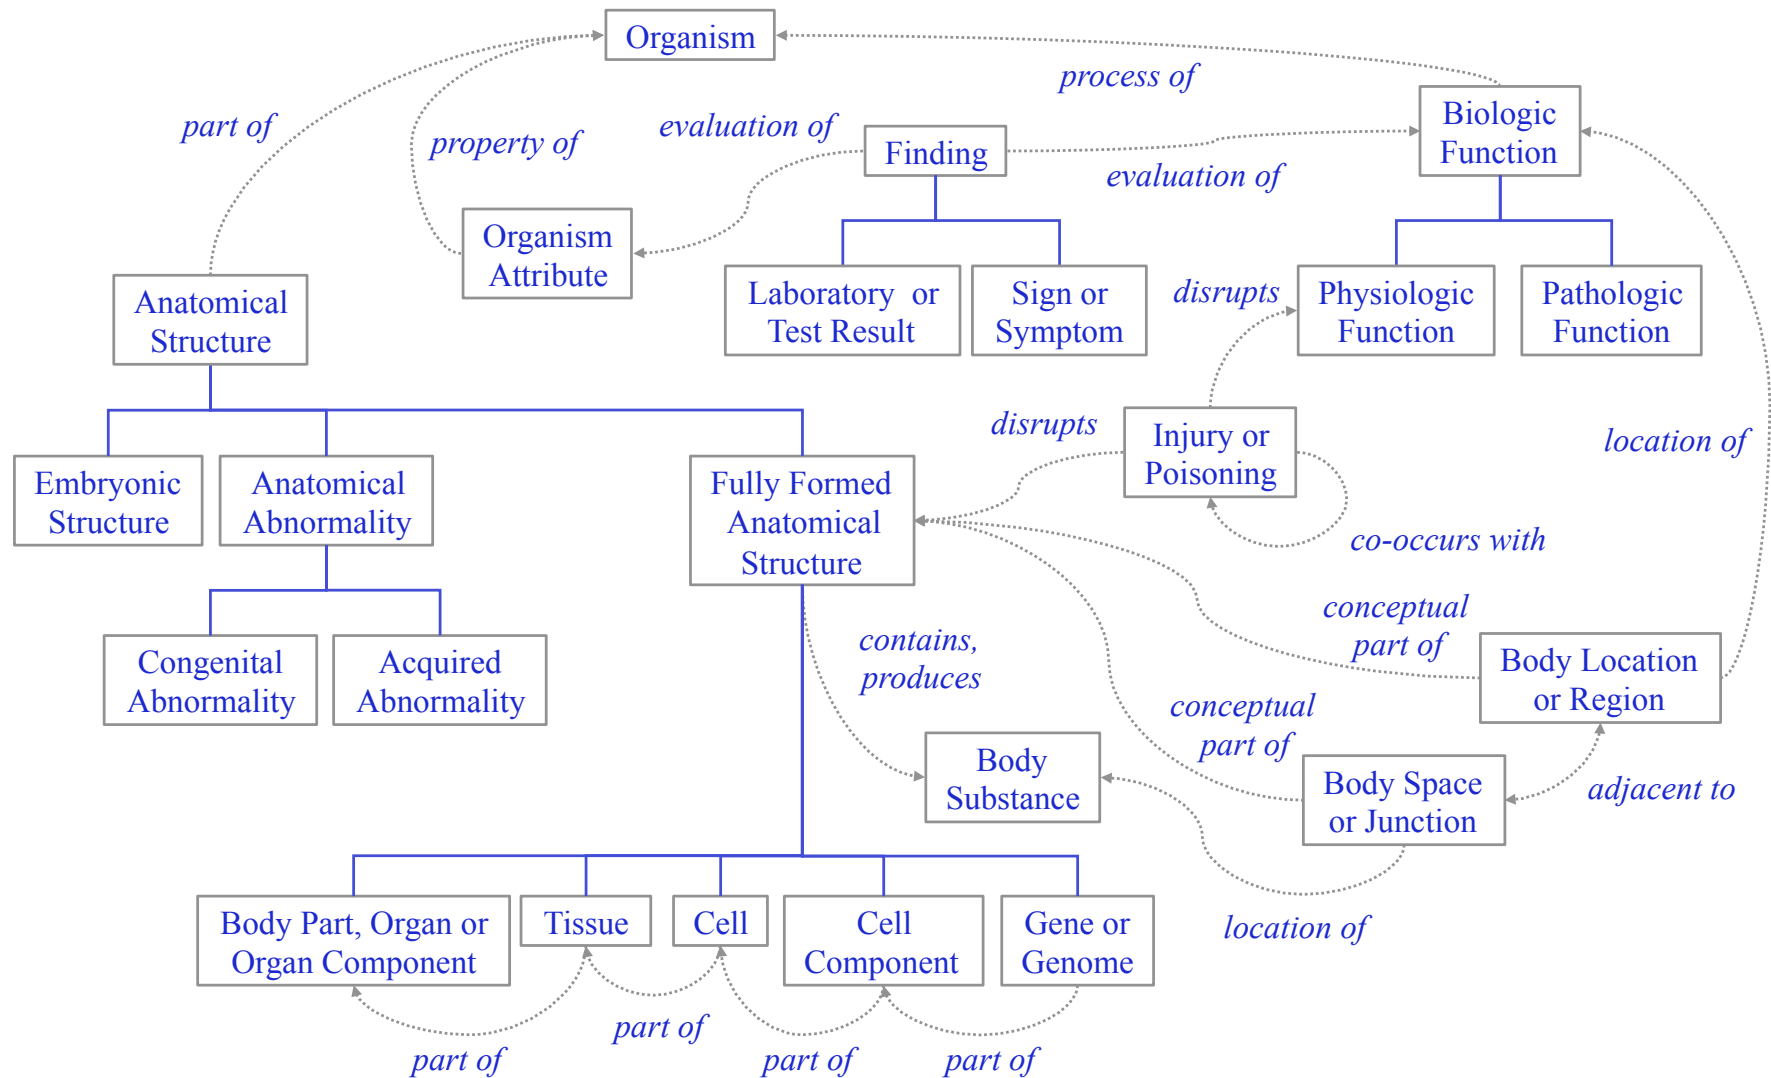 Organism
process of
part of
property of
evaluation of
Finding
evaluation of
Biologic
Function
Organism
Attribute
Anatomical
Structure
Laboratory or
Test Result
Sign or
Symptom
disrupts
Physiologic
Function
Pathologic
Function
disrupts
Injury or
Poisoning
location of
Embryonic
Structure
Anatomical
Abnormality
Fully Formed
Anatomical
Structure
co-occurs with
conceptual
part of
Congenital
Abnormality
Acquired
Abnormality
contains,
produces
Body Location
or Region
conceptual
part of
Body
Substance
Body Space
or Junction
adjacent to
Body Part, Organ or
Organ Component
Tissue
Cell
Cell
Component
Gene or
Genome
location of
part of
part of
part of
part of